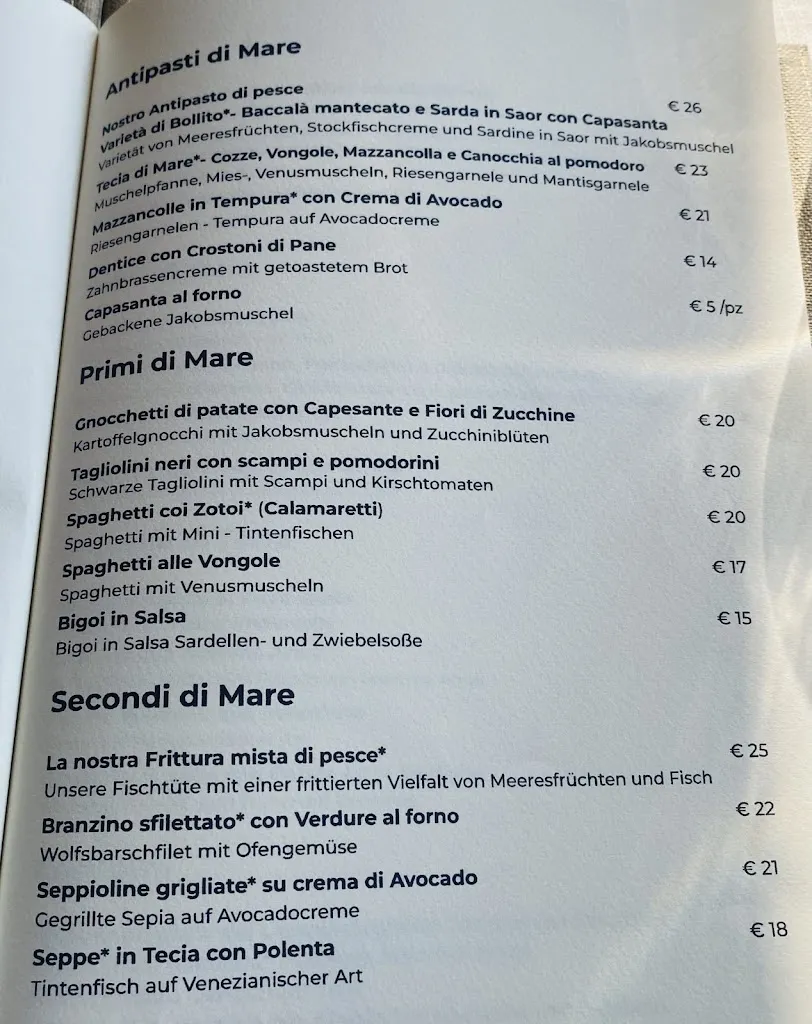 Antipasti di Mare
Nostro Antipasto di pesce € 26
Varietà di Bollito*- Baccalà mantecato e Sarda in Saor con Capasanta
Varietät von Meeresfrüchten, Stockfischcreme und Sardine in Saor mit Jakobsmuschel
Tecia di Mare*- Cozze, Vongole, Mazzancolla e Canocchia al pomodoro € 23
Muschelpfanne, Mies-, Venusmuscheln, Riesengarnele und Mantisgarnele
Mazzancolle in Tempura* con Crema di Avocado € 21
Riesengarnelen - Tempura auf Avocadocreme
Dentice con Crostoni di Pane € 14
Zahnbrassencreme mit getoastetem Brot
Capasanta al forno € 5 /pz
Gebackene Jakobsmuschel
Primi di Mare
Gnocchetti di patate con Capesante e Fiori di Zucchine € 20
Kartoffelgnocchi mit Jakobsmuscheln und Zucchiniblüten
Tagliolini neri con scampi e pomodorini € 20
Schwarze Tagliolini mit Scampi und Kirschtomaten
Spaghetti coi Zotoi* (Calamaretti) € 20
Spaghetti mit Mini - Tintenfischen
Spaghetti alle Vongole € 17
Spaghetti mit Venusmuscheln
Bigoi in Salsa € 15
Bigoi in Salsa Sardellen- und Zwiebelsoße
Secondi di Mare
La nostra Frittura mista di pesce* € 25
Unsere Fischtüte mit einer frittierten Vielfalt von Meeresfrüchten und Fisch
Branzino sfilettato* con Verdure al forno € 22
Wolfsbarschfilet mit Ofengemüse
Seppioline grigliate* su crema di Avocado € 21
Gegrillte Sepia auf Avocadocreme
Seppe* in Tecia con Polenta € 18
Tintenfisch auf Venezianischer Art